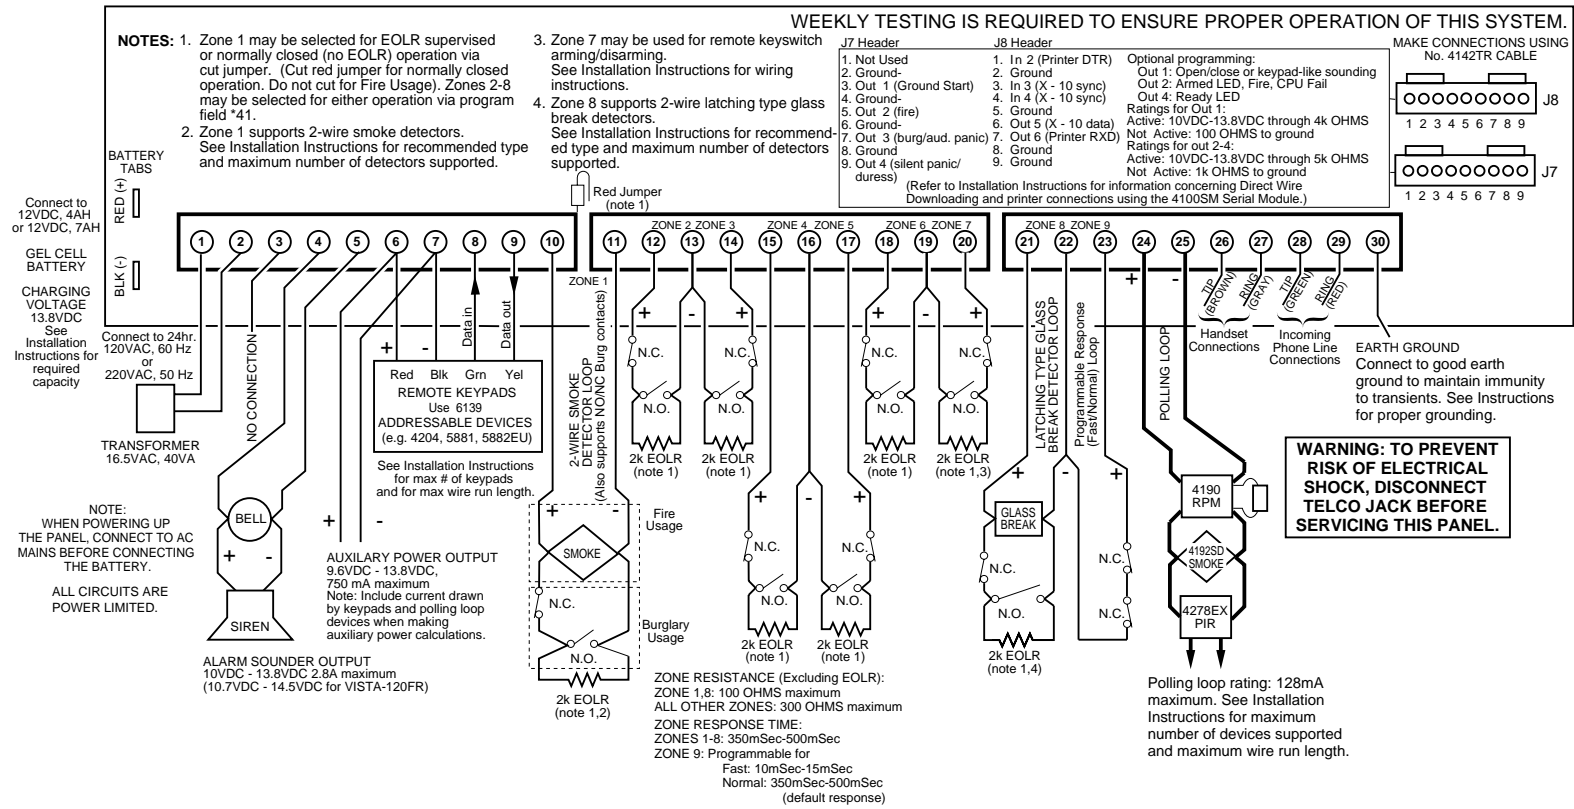 WEEKLY TESTING IS REQUIRED TO ENSURE PROPER OPERATION OF THIS SYSTEM.
NOTES: 1. Zone 1 may be selected for EOLR supervised
or normally closed (no EOLR) operation via
cut jumper. (Cut red jumper for normally closed
operation. Do not cut for Fire Usage). Zones 2-8
may be selected for either operation via program
field *41.
2. Zone 1 supports 2-wire smoke detectors.
See Installation Instructions for recommended type
and maximum number of detectors supported.
3. Zone 7 may be used for remote keyswitch
arming/disarming.
See Installation Instructions for wiring
instructions.
4. Zone 8 supports 2-wire latching type glass
break detectors.
See Installation Instructions for recommend-
ed type and maximum number of detectors
supported.
J7 Header
1. Not Used
2. Ground-
3. Out 1 (Ground Start)
4. Ground-
5. Out 2 (fire)
6. Ground-
7. Out 3 (burg/aud. panic)
8. Ground
9. Out 4 (silent panic/
duress)
J8 Header
1. In 2 (Printer DTR)
2. Ground
3. In 3 (X - 10 sync)
4. In 4 (X - 10 sync)
5. Ground
6. Out 5 (X - 10 data)
7. Out 6 (Printer RXD)
8. Ground
9. Ground
Optional programming:
Out 1: Open/close or keypad-like sounding
Out 2: Armed LED, Fire, CPU Fail
Out 4: Ready LED
Ratings for Out 1:
Active: 10VDC-13.8VDC through 4k OHMS
Not Active: 100 OHMS to ground
Ratings for out 2-4:
Active: 10VDC-13.8VDC through 5k OHMS
Not Active: 1k OHMS to ground
(Refer to Installation Instructions for information concerning Direct Wire
Downloading and printer connections using the 4100SM Serial Module.)
MAKE CONNECTIONS USING
No. 4142TR CABLE
J8
1 2 3 4 5 6 7 8 9
J7
1 2 3 4 5 6 7 8 9
BATTERY
TABS
RED (+)
BLK (-)
Connect to
12VDC, 4AH
or 12VDC, 7AH
GEL CELL
BATTERY
CHARGING
VOLTAGE
13.8VDC
See
Installation
Instructions for
required
capacity
Red Jumper
(note 1)
ZONE 2 ZONE 3
ZONE 4 ZONE 5
ZONE 6 ZONE 7
ZONE 8 ZONE 9
1 2 3 4 5 6 7 8 9 10 11 12 13 14 15 16 17 18 19 20 21 22 23 24 25 26 27 28 29 30
ZONE 1
Connect to 24hr.
120VAC, 60 Hz
or
220VAC, 50 Hz
TRANSFORMER
16.5VAC, 40VA
NO CONNECTION
Data in
Data out
+ -
Red Blk Grn Yel
REMOTE KEYPADS
Use 6139
ADDRESSABLE DEVICES
(e.g. 4204, 5881, 5882EU)
See Installation Instructions
for max # of keypads
and for max wire run length.
NOTE:
WHEN POWERING UP
THE PANEL, CONNECT TO AC
MAINS BEFORE CONNECTING
THE BATTERY.
ALL CIRCUITS ARE
POWER LIMITED.
BELL
+ -
SIREN
ALARM SOUNDER OUTPUT
10VDC - 13.8VDC 2.8A maximum
(10.7VDC - 14.5VDC for VISTA-120FR)
+ -
AUXILARY POWER OUTPUT
9.6VDC - 13.8VDC,
750 mA maximum
Note: Include current drawn
by keypads and polling loop
devices when making
auxiliary power calculations.
2-WIRE SMOKE
DETECTOR LOOP
(Also supports NO/NC Burg contacts)
+ -
SMOKE
Fire
Usage
N.C.
N.O.
Burglary
Usage
2k EOLR
(note 1,2)
+ - +
N.C.
N.C.
N.O.
N.O.
2k EOLR
(note 1)
2k EOLR
(note 1)
+ - +
N.C.
N.C.
N.O.
N.O.
2k EOLR
(note 1)
2k EOLR
(note 1)
+ - +
N.C.
N.C.
N.O.
N.O.
2k EOLR
(note 1)
2k EOLR
(note 1,3)
ZONE RESISTANCE (Excluding EOLR):
ZONE 1,8: 100 OHMS maximum
ALL OTHER ZONES: 300 OHMS maximum
ZONE RESPONSE TIME:
ZONES 1-8: 350mSec-500mSec
ZONE 9: Programmable for
Fast: 10mSec-15mSec
Normal: 350mSec-500mSec
(default response)
LATCHING TYPE GLASS
BREAK DETECTOR LOOP
Programmable Response
(Fast/Normal) Loop
+ - +
GLASS
BREAK
N.C.
N.O.
N.C.
N.C.
2k EOLR
(note 1,4)
+ -
POLLING LOOP
4190
RPM
4192SD
SMOKE
4278EX
PIR
Polling loop rating: 128mA
maximum. See Installation
Instructions for maximum
number of devices supported
and maximum wire run length.
TIP
(BROWN)
RING
(GRAY)
TIP
(GREEN)
RING
(RED)
Handset
Connections
Incoming
Phone Line
Connections
EARTH GROUND
Connect to good earth
ground to maintain immunity
to transients. See Instructions
for proper grounding.
WARNING: TO PREVENT
RISK OF ELECTRICAL
SHOCK, DISCONNECT
TELCO JACK BEFORE
SERVICING THIS PANEL.